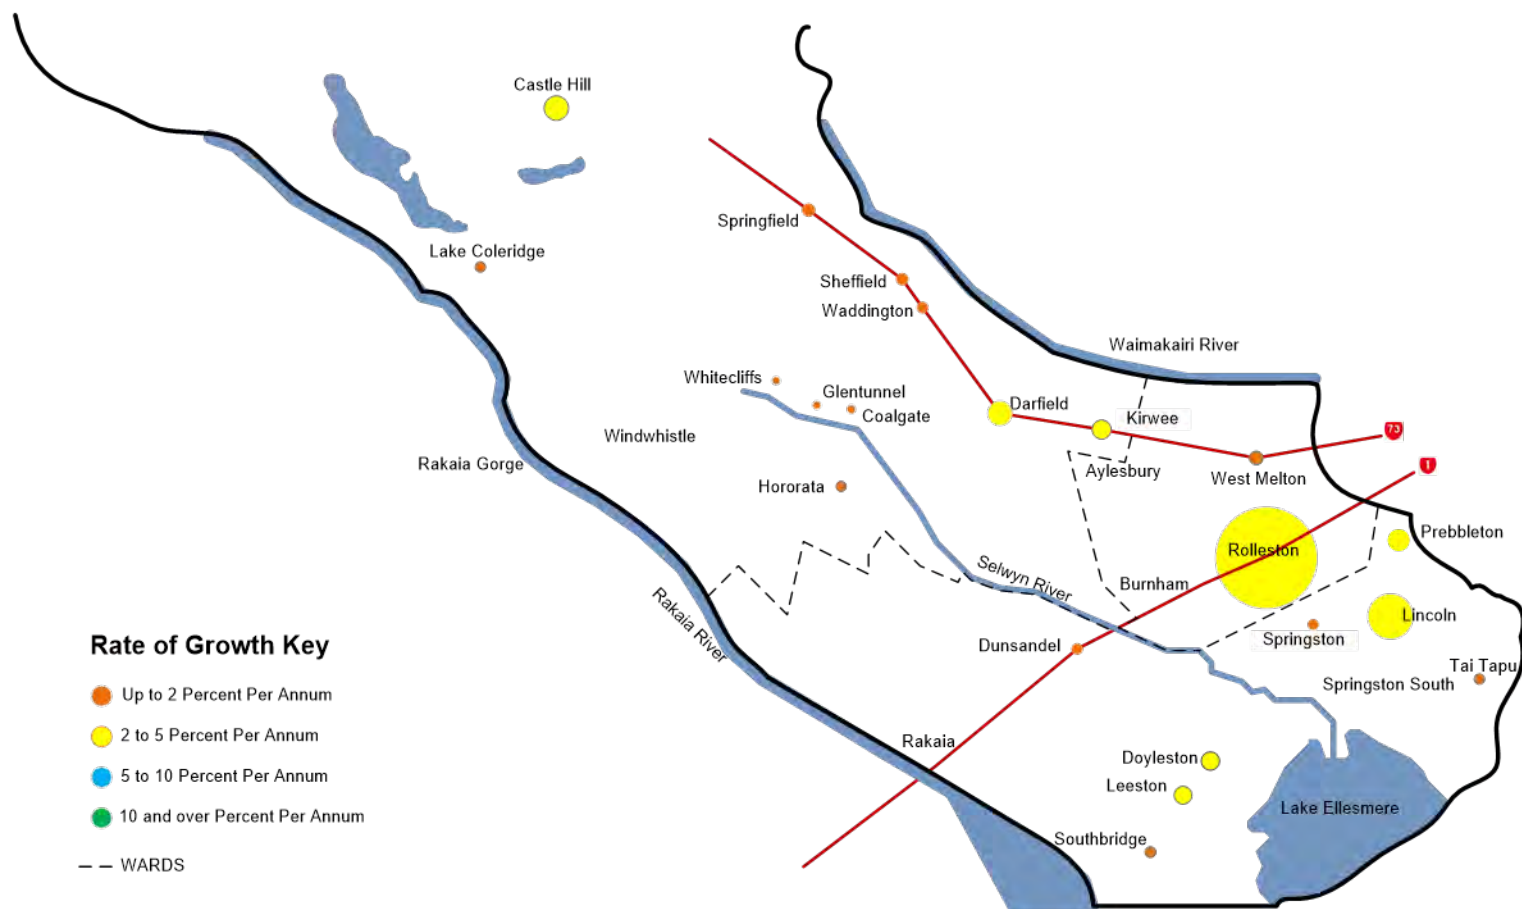 Castle Hill
Springfield
Lake Coleridge
Sheffield
Waddington
Waimakairi River
Whitecliffs
Glentunnel
Coalgate
Darfield
Kirwee
73
Windwhistle
Rakaia Gorge
Aylesbury
West Melton
1
Hororata
Prebbleton
Rolleston
Selwyn River
Burnham
Rakaia River
Lincoln
Dunsandel
Springston
Tai Tapu
Springston South
Rate of Growth Key
Up to 2 Percent Per Annum
2 to 5 Percent Per Annum
5 to 10 Percent Per Annum
10 and over Percent Per Annum
WARDS
Rakaia
Doyleston
Leeston
Lake Ellesmere
Southbridge